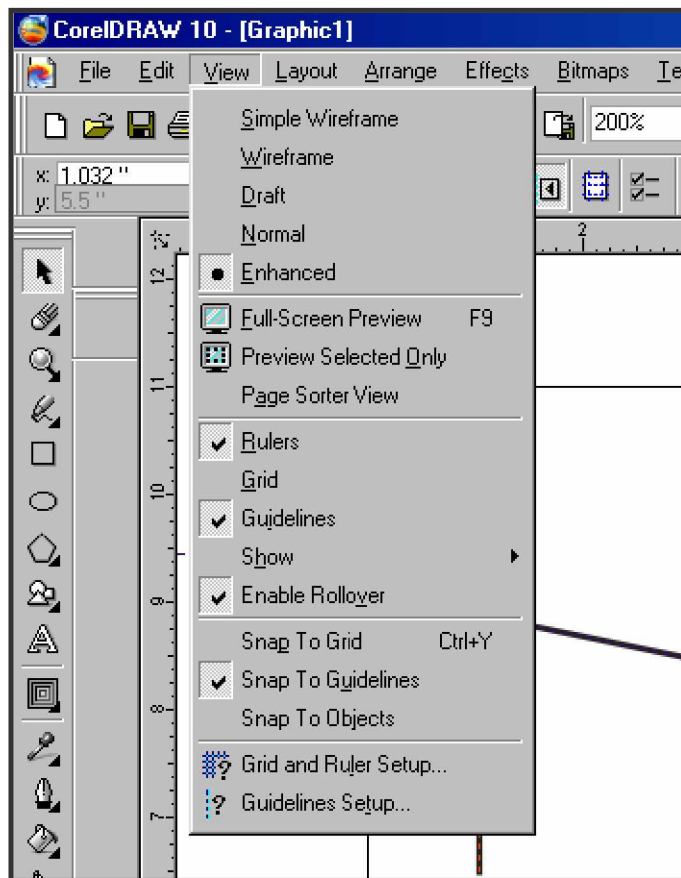 CorelDRAW 10 - [Graphic1]
File Edit View Layout Arrange Effects Bitmaps Te
200%
x: 1.032 "
y: 5.5 "
Simple Wireframe
Wireframe
Draft
Normal
Enhanced
Full-Screen Preview F9
Preview Selected Only
Page Sorter View
Rulers
Grid
Guidelines
Show
Enable Rollover
Snap To Grid Ctrl+Y
Snap To Guidelines
Snap To Objects
Grid and Ruler Setup...
Guidelines Setup...
2
12
11
10
9
8
7